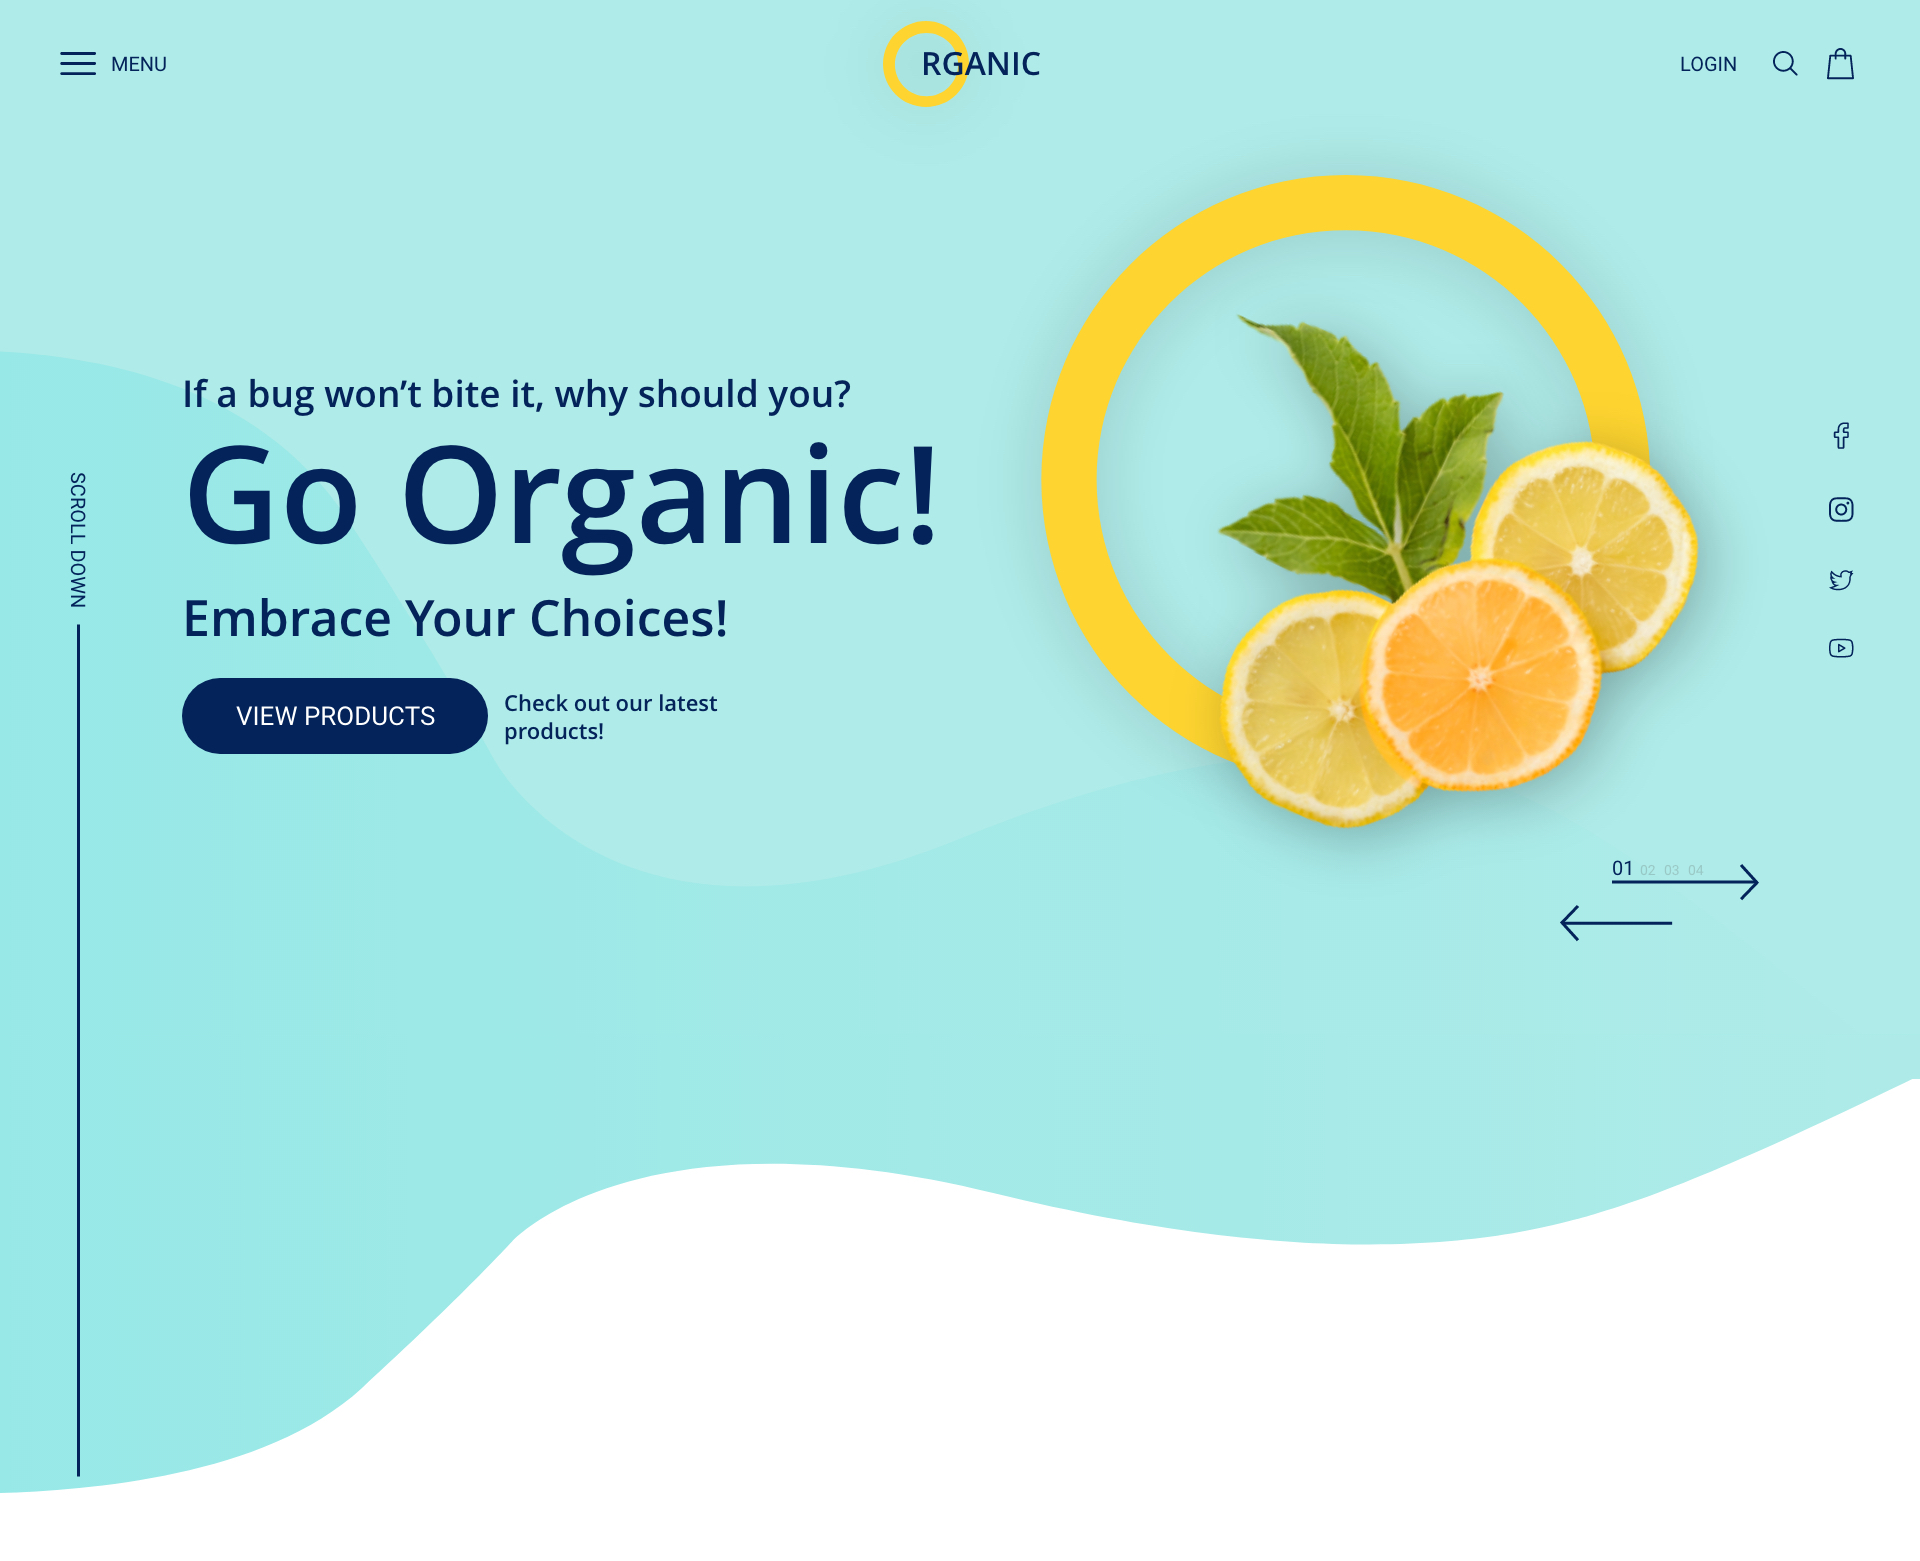 MENU
RGANIC
LOGIN
If a bug won’t bite it, why should you?
Go Organic!
Embrace Your Choices!
VIEW PRODUCTS
Check out our latest
products!
SCROLL DOWN
01 02 03 04